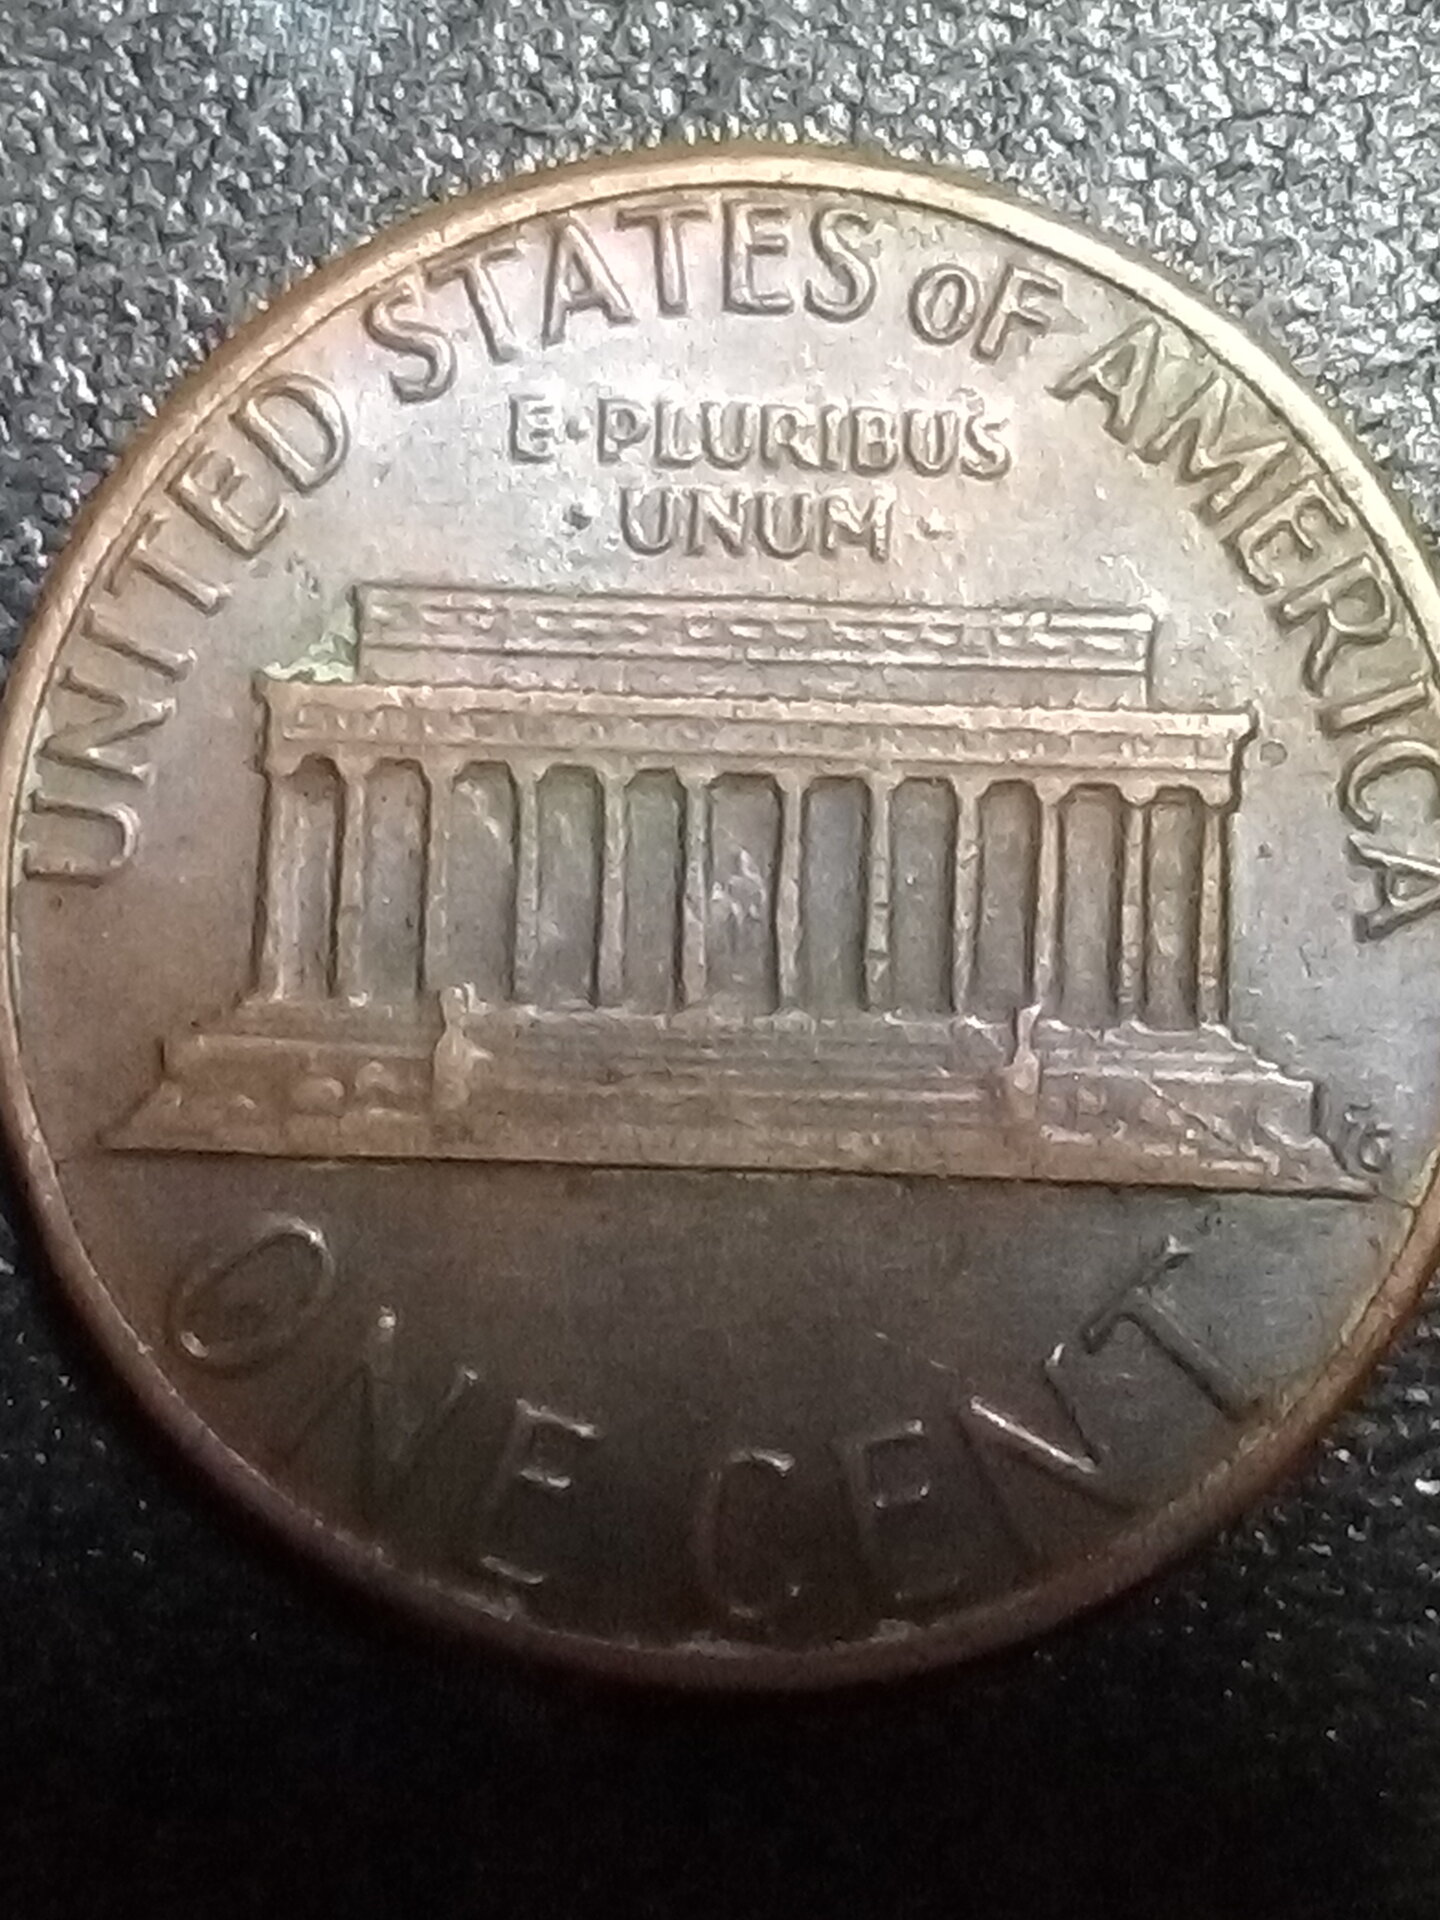 UNITED STATES OF AMERICA
E·PLURIBUS
·UNUM·
ONE CENT